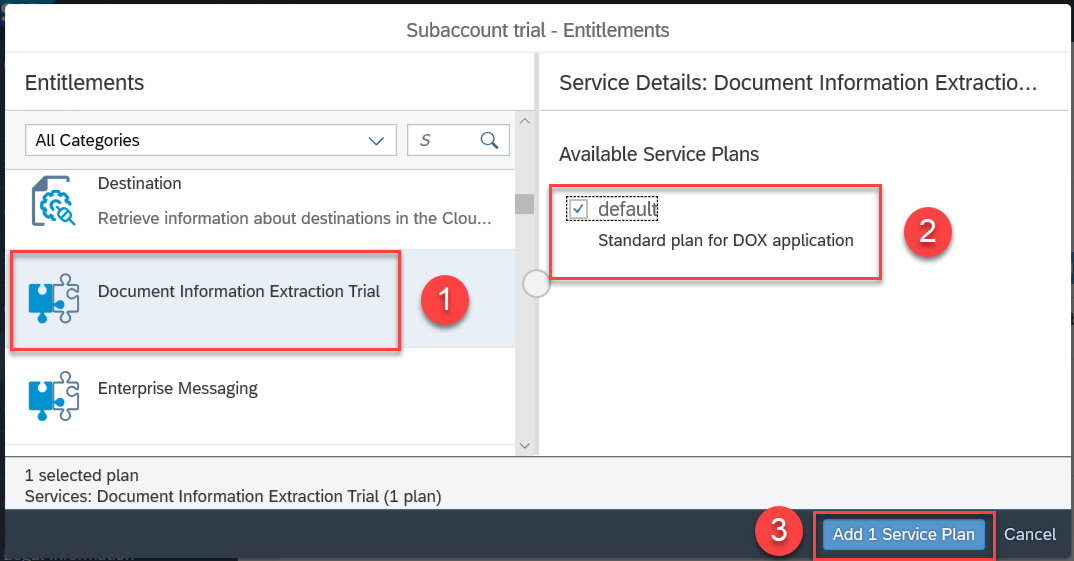 Subaccount trial - Entitlements
Entitlements
Service Details: Document Information Extractio...
All Categories
S
Available Service Plans
Destination
Retrieve information about destinations in the Clou...
default
Standard plan for DOX application
2
Document Information Extraction Trial
1
Enterprise Messaging
1 selected plan
Services: Document Information Extraction Trial (1 plan)
3
Add 1 Service Plan
Cancel